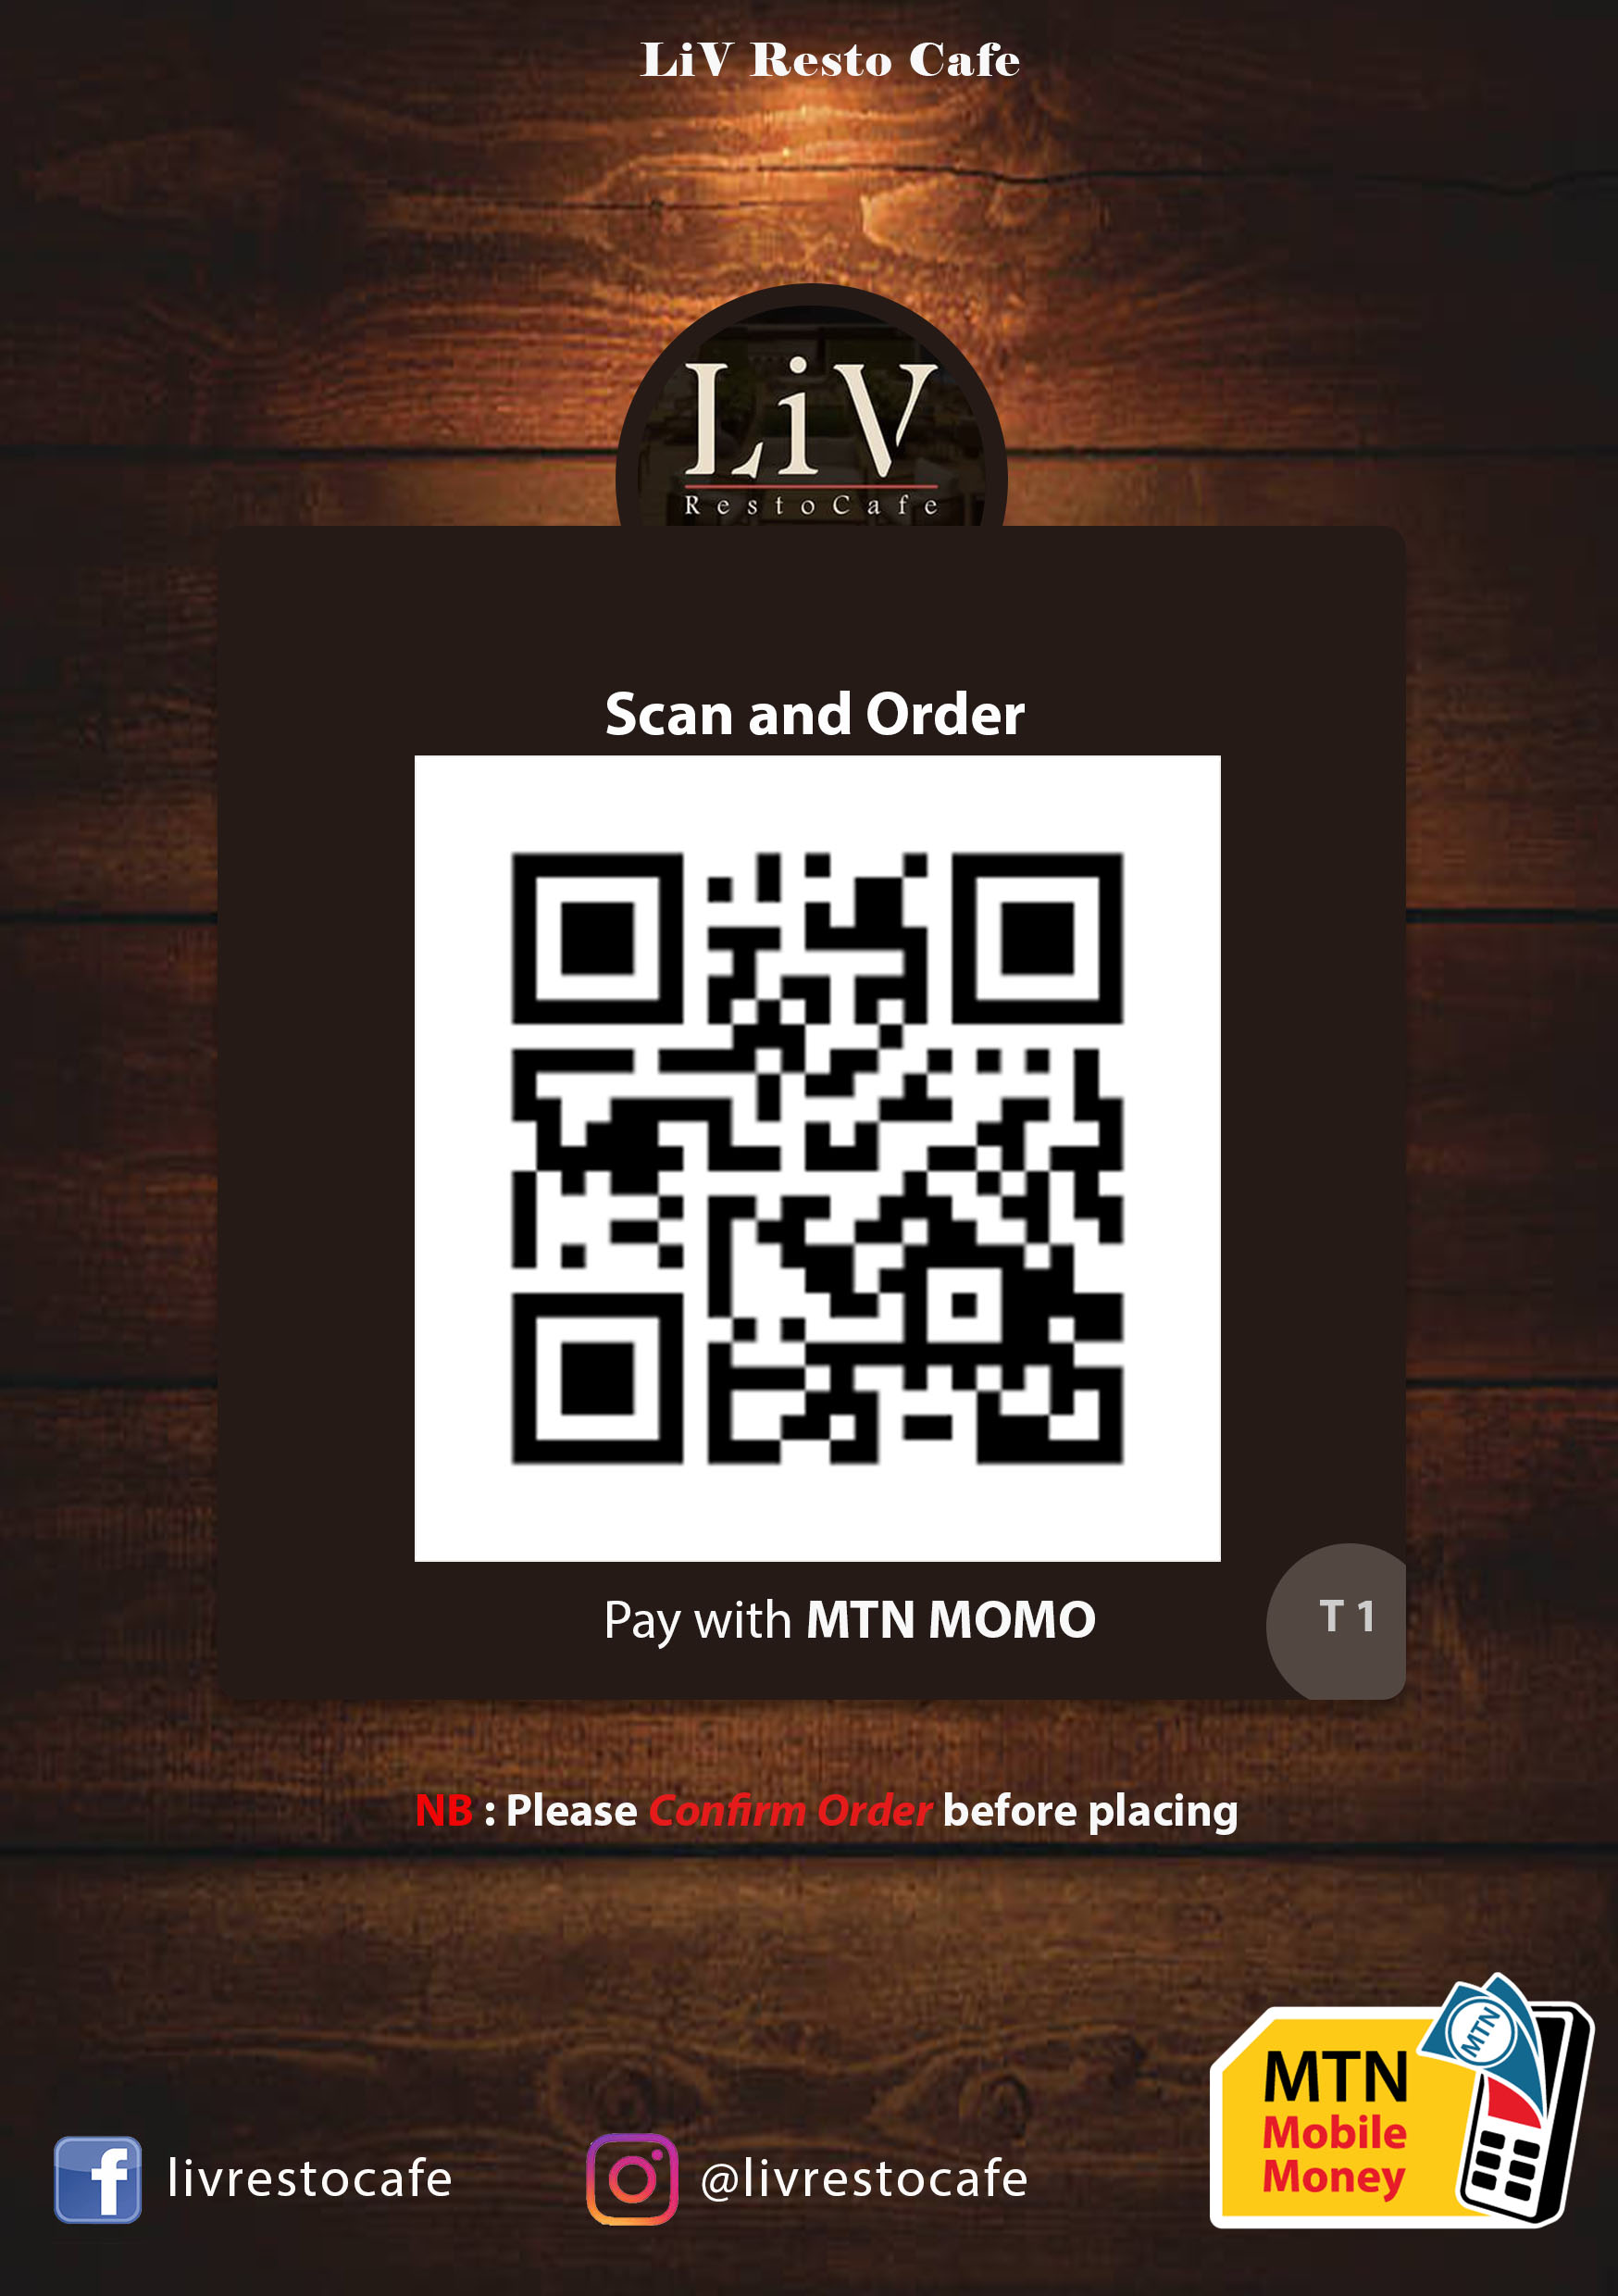 LiV Resto Cafe
LiV
RestoCafe
Scan and Order
Pay with MTN MOMO
T 1
NB : Please Confirm Order before placing
MTN
MTN
Mobile
Money
f livrestocafe
@livrestocafe